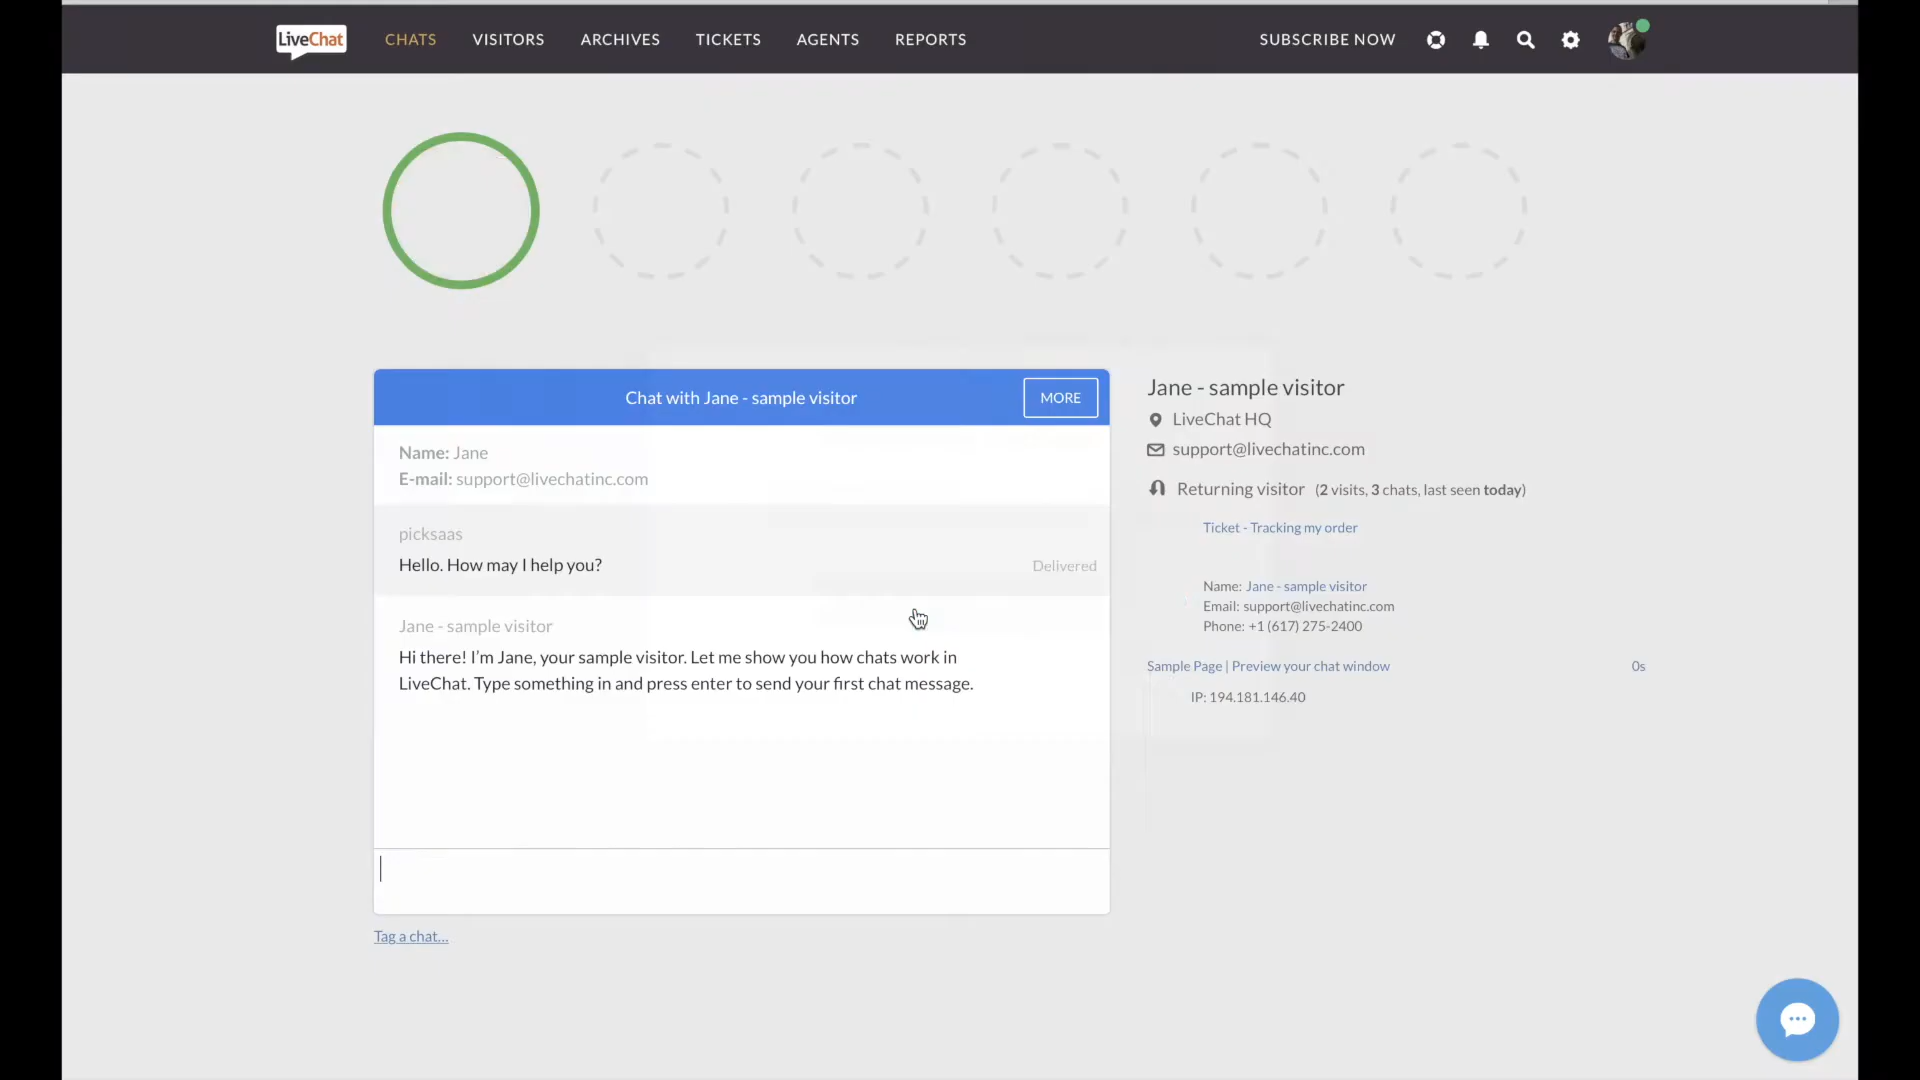 LiveChat
CHATS
VISITORS
ARCHIVES
TICKETS
AGENTS
REPORTS
SUBSCRIBE NOW
Chat with Jane - sample visitor
MORE
Name: Jane
E-mail: support@livechatinc.com
picksaas
Hello. How may I help you?
Delivered
Jane - sample visitor
Hi there! I'm Jane, your sample visitor. Let me show you how chats work in
LiveChat. Type something in and press enter to send your first chat message.
Tag a chat...
Jane - sample visitor
LiveChat HQ
support@livechatinc.com
Returning visitor (2 visits, 3 chats, last seen today)
Ticket - Tracking my order
Name: Jane - sample visitor
Email: support@livechatinc.com
Phone: +1 (617) 275-2400
Sample Page | Preview your chat window
0s
IP: 194.181.146.40